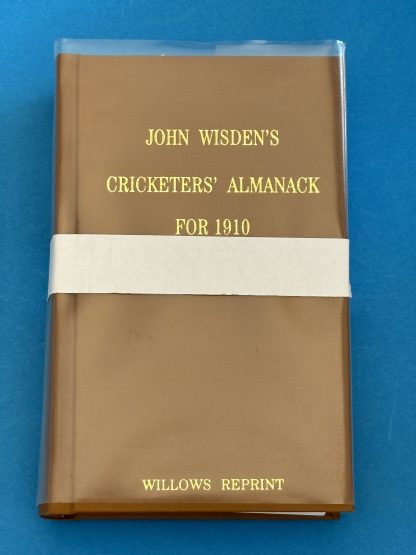 JOHN WISDEN'S
CRICKETERS' ALMANACK
FOR 1910
WILLOWS REPRINT